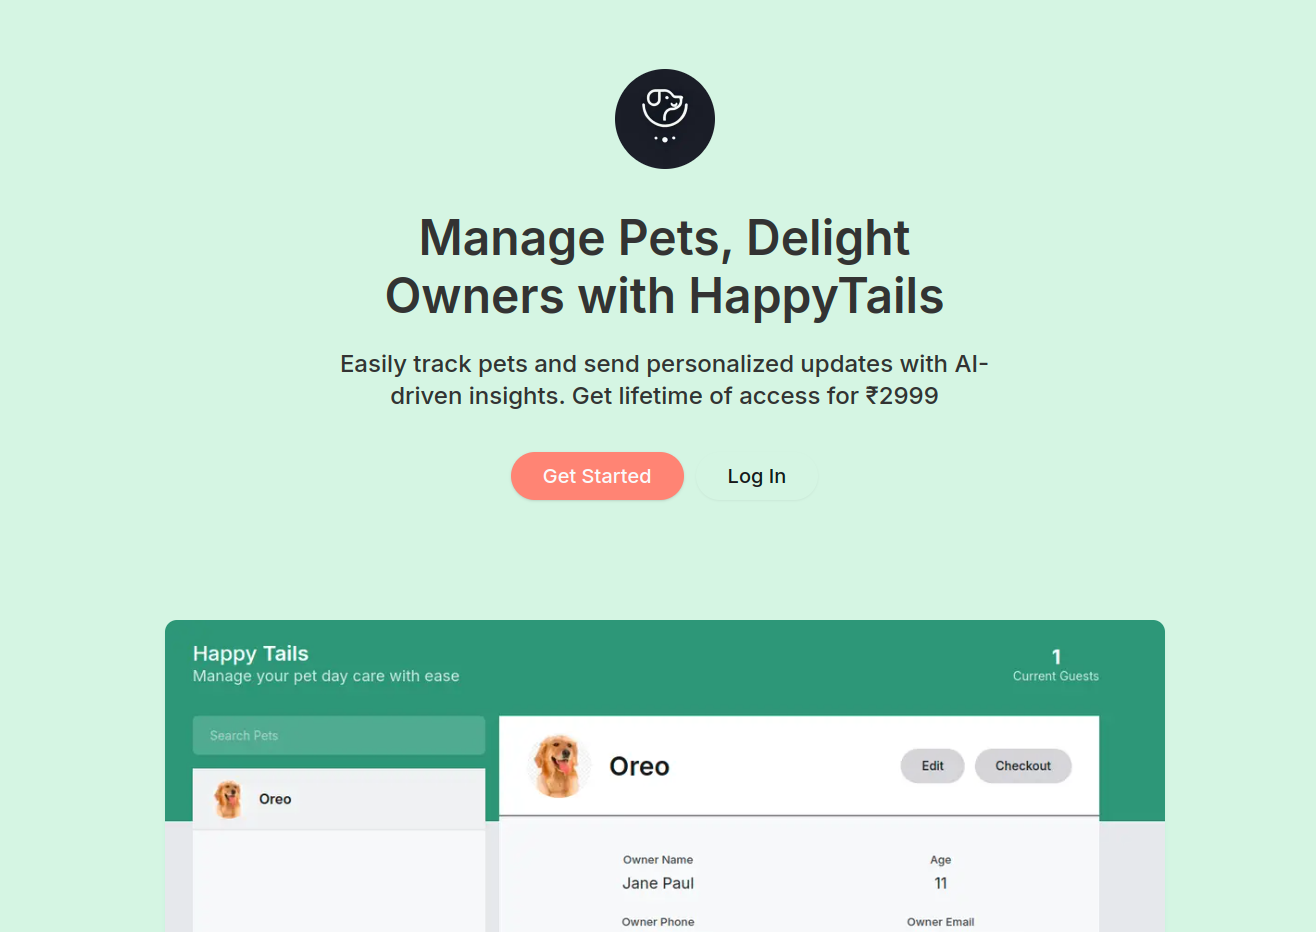 Manage Pets, Delight
Owners with HappyTails
Easily track pets and send personalized updates with AI-
driven insights. Get lifetime of access for ₹2999
Get Started
Log In
Happy Tails
Manage your pet day care with ease
1
Current Guests
Search Pets
Oreo
Oreo
Edit
Checkout
Owner Name
Age
Jane Paul
11
Owner Phone
Owner Email